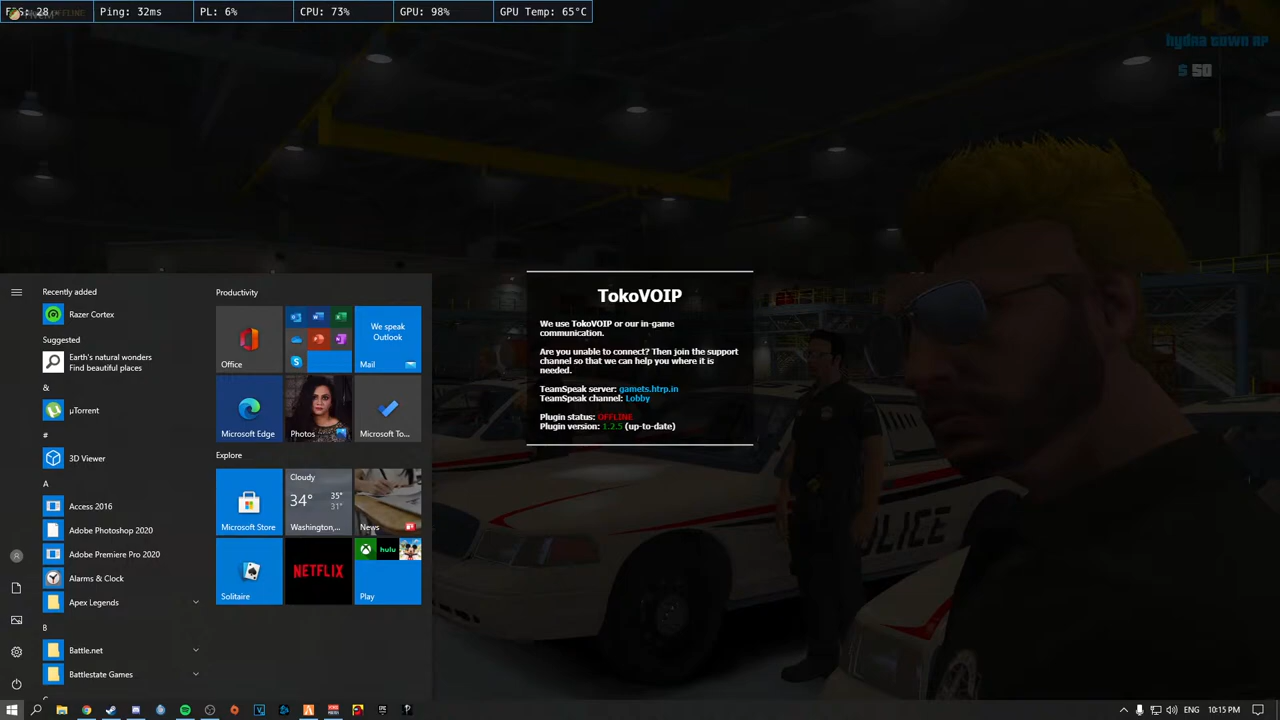 FPS: 28
Ping: 32ms
PL: 6%
CPU: 73%
GPU: 98%
GPU Temp: 65°C
HYDRA TOWN RP
$ 50
Recently added
Razer Cortex
Suggested
Earth's natural wonders
Find beautiful places
&
µTorrent
#
3D Viewer
A
Access 2016
Adobe Photoshop 2020
Adobe Premiere Pro 2020
Alarms & Clock
Apex Legends
B
Battle.net
Battlestate Games
Productivity
Office
We speak
Outlook
Mail
Microsoft Edge
Photos
Microsoft To...
Explore
Microsoft Store
Cloudy
34° 35°
31°
Washington,...
News
Solitaire
NETFLIX
hulu
Play
TokoVOIP
We use TokoVOIP or our in-game
communication.
Are you unable to connect? Then join the support
channel so that we can help you where it is
needed.
TeamSpeak server: gamets.htrp.in
TeamSpeak channel: Lobby
Plugin status: OFFLINE
Plugin version: 1.2.5 (up-to-date)
POLICE
ENG
10:15 PM